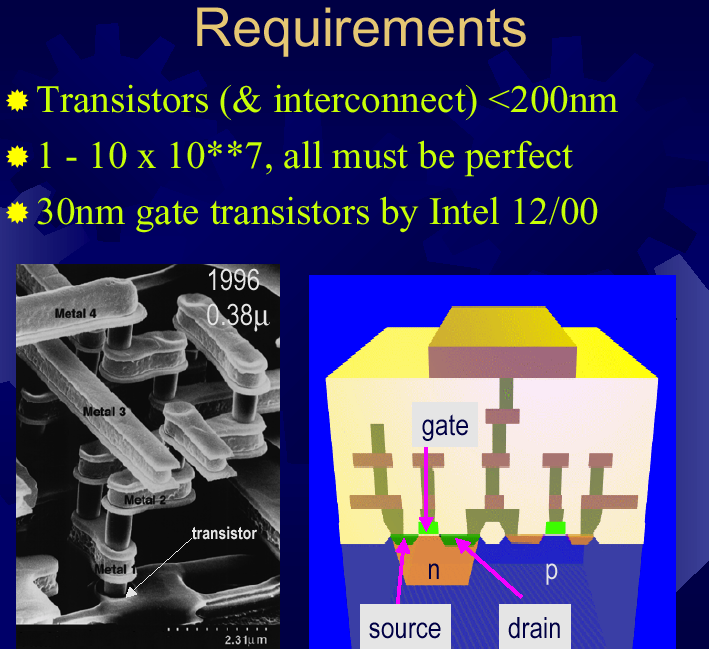 Requirements
Transistors (& interconnect) <200nm
1 - 10 x 10**7, all must be perfect
30nm gate transistors by Intel 12/00
1996
0.38μ
Metal 4
Metal 3
Metal 2
transistor
Metal 1
2.31μm
gate
n
p
source
drain